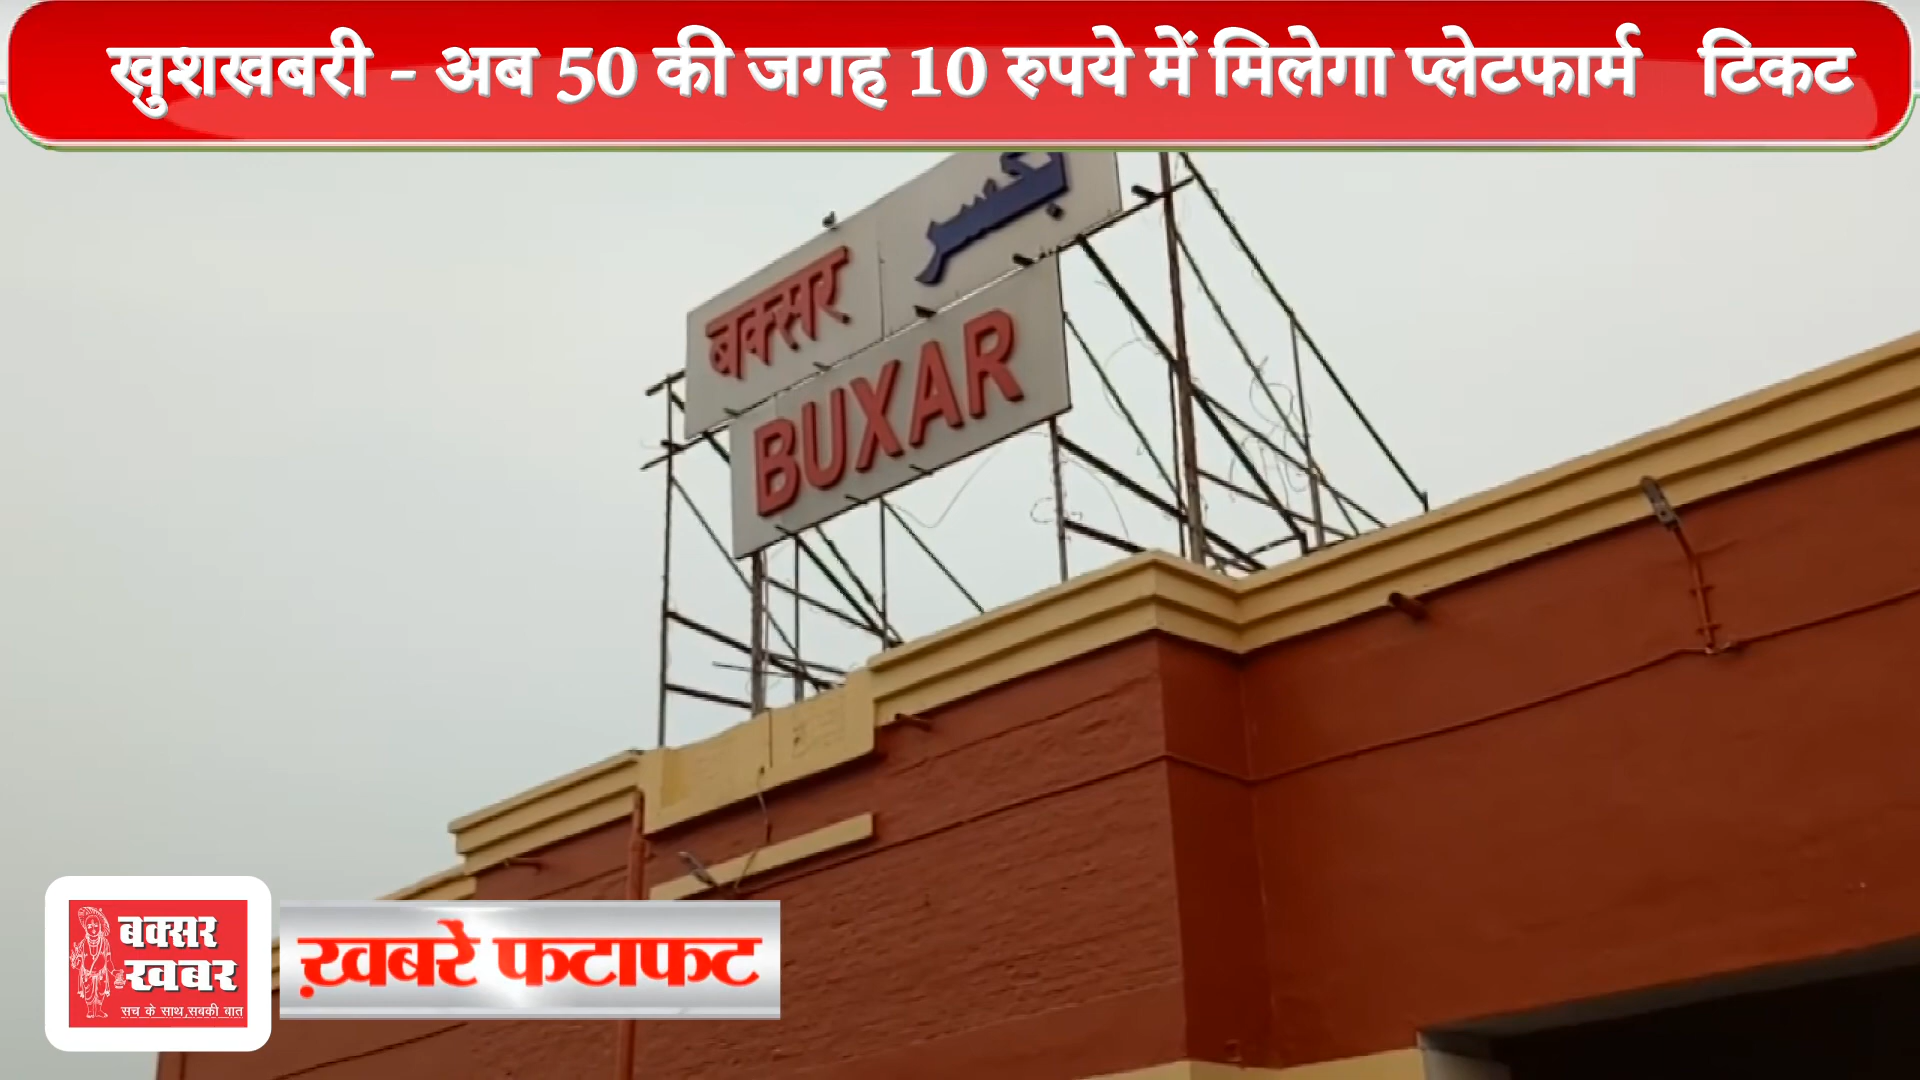 खुशखबरी - अब 50 की जगह 10 रुपये में मिलेगा प्लेटफार्म टिकट
बक्सर بکسر
BUXAR
बक्सर
खबर
सच के साथ,सबकी बात
ख़बरें फटाफट